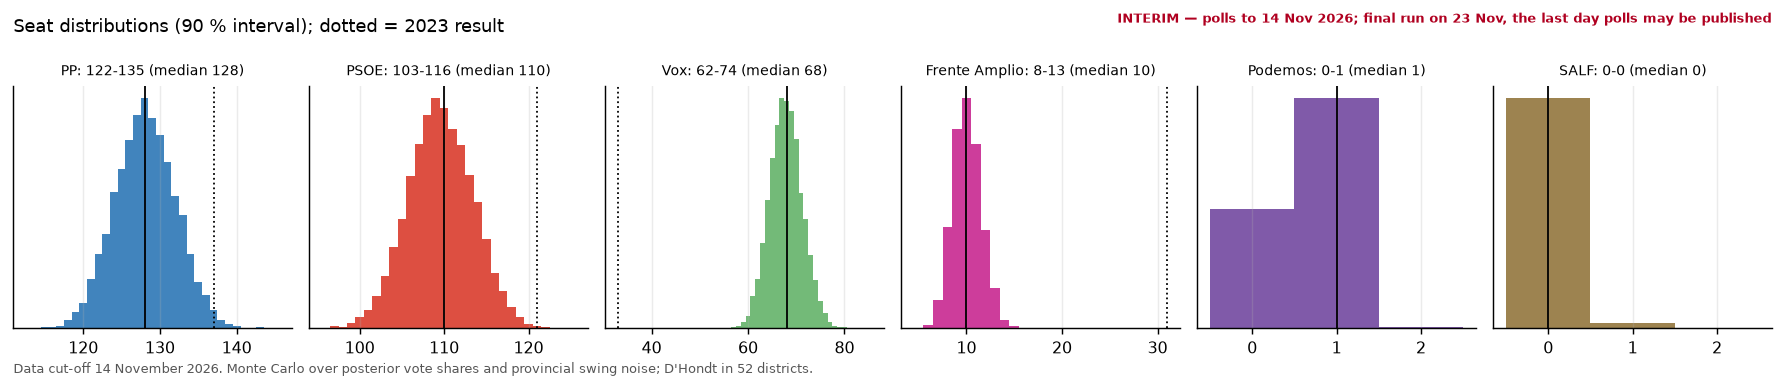 Seat distributions (90 % interval); dotted = 2023 result
INTERIM — polls to 14 Nov 2026; final run on 23 Nov, the last day polls may be published
PP: 122-135 (median 128)
PSOE: 103-116 (median 110)
Vox: 62-74 (median 68)
Frente Amplio: 8-13 (median 10)
Podemos: 0-1 (median 1)
SALF: 0-0 (median 0)
120 130 140
100 110 120
40 60 80
10 20 30
0 1 2
0 1 2
Data cut-off 14 November 2026. Monte Carlo over posterior vote shares and provincial swing noise; D'Hondt in 52 districts.